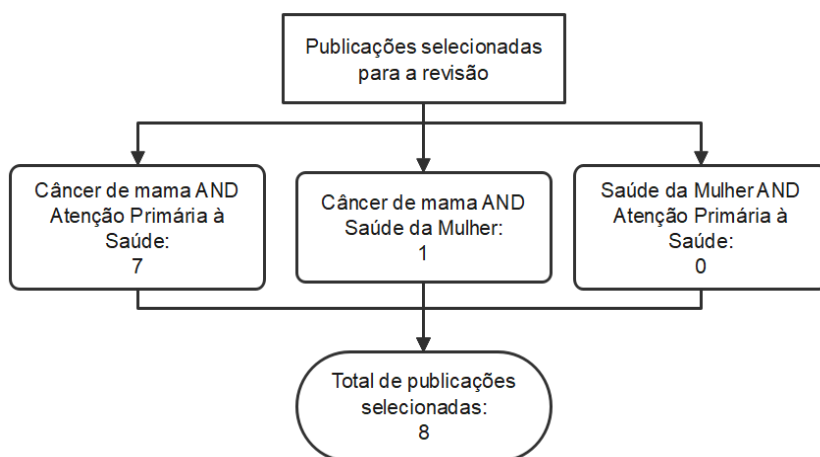 Publicações selecionadas
para a revisão
Câncer de mama AND
Atenção Primária à
Saúde:
7
Câncer de mama AND
Saúde da Mulher:
1
Saúde da Mulher AND
Atenção Primária à
Saúde:
0
Total de publicações
selecionadas:
8